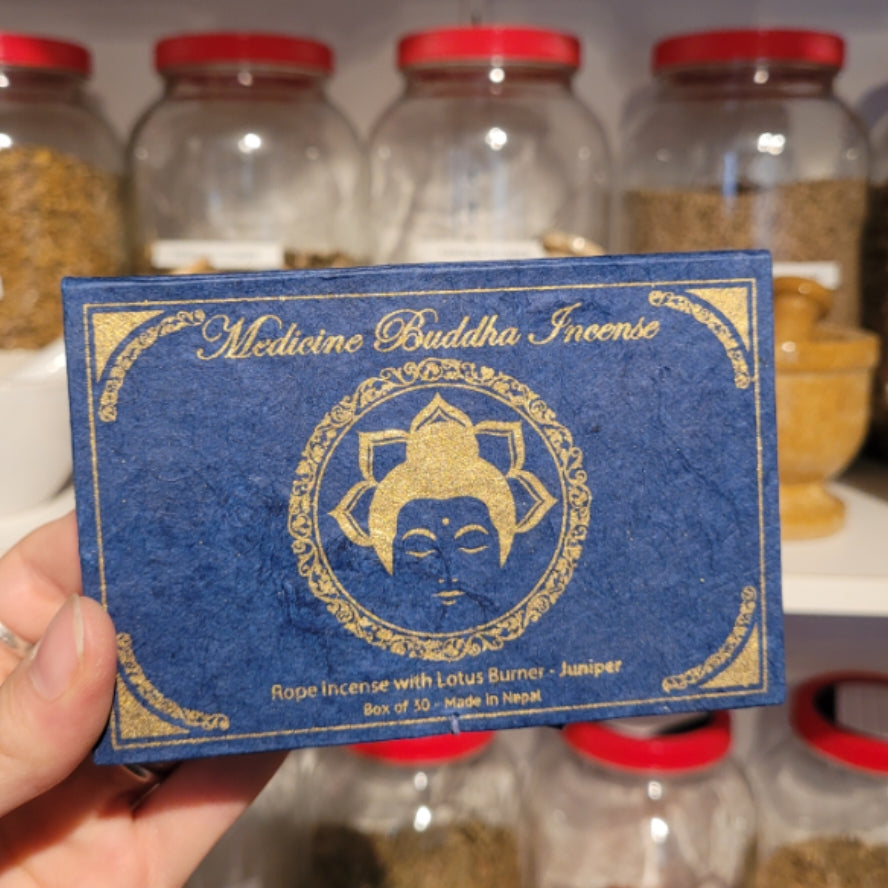 Medicine Buddha Incense
Rope Incense with Lotus Burner - Juniper
Box of 30 - Made in Nepal